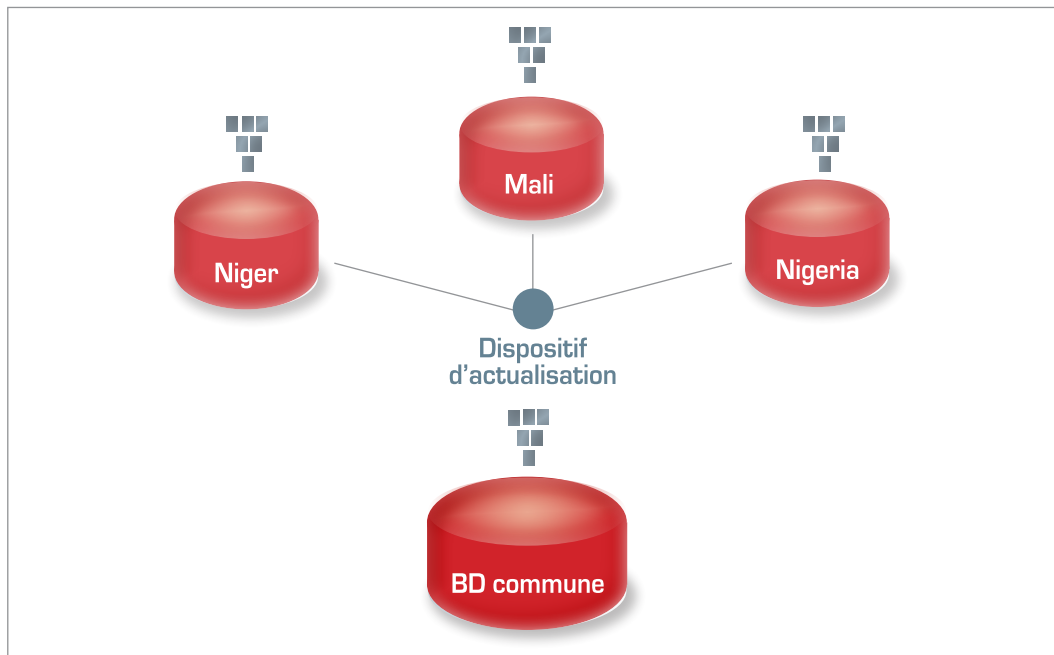 Mali
Niger
Nigeria
Dispositif
d'actualisation
BD commune